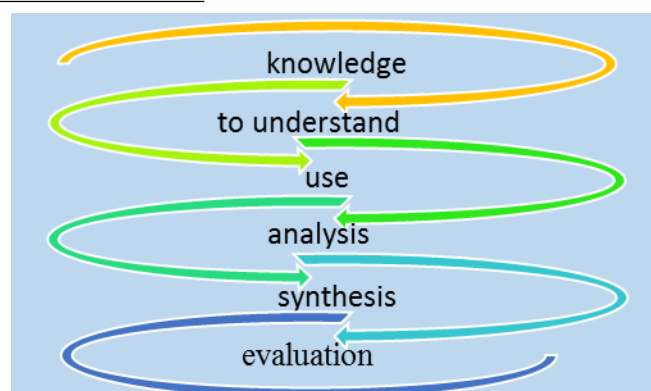 knowledge
to understand
use
analysis
synthesis
evaluation